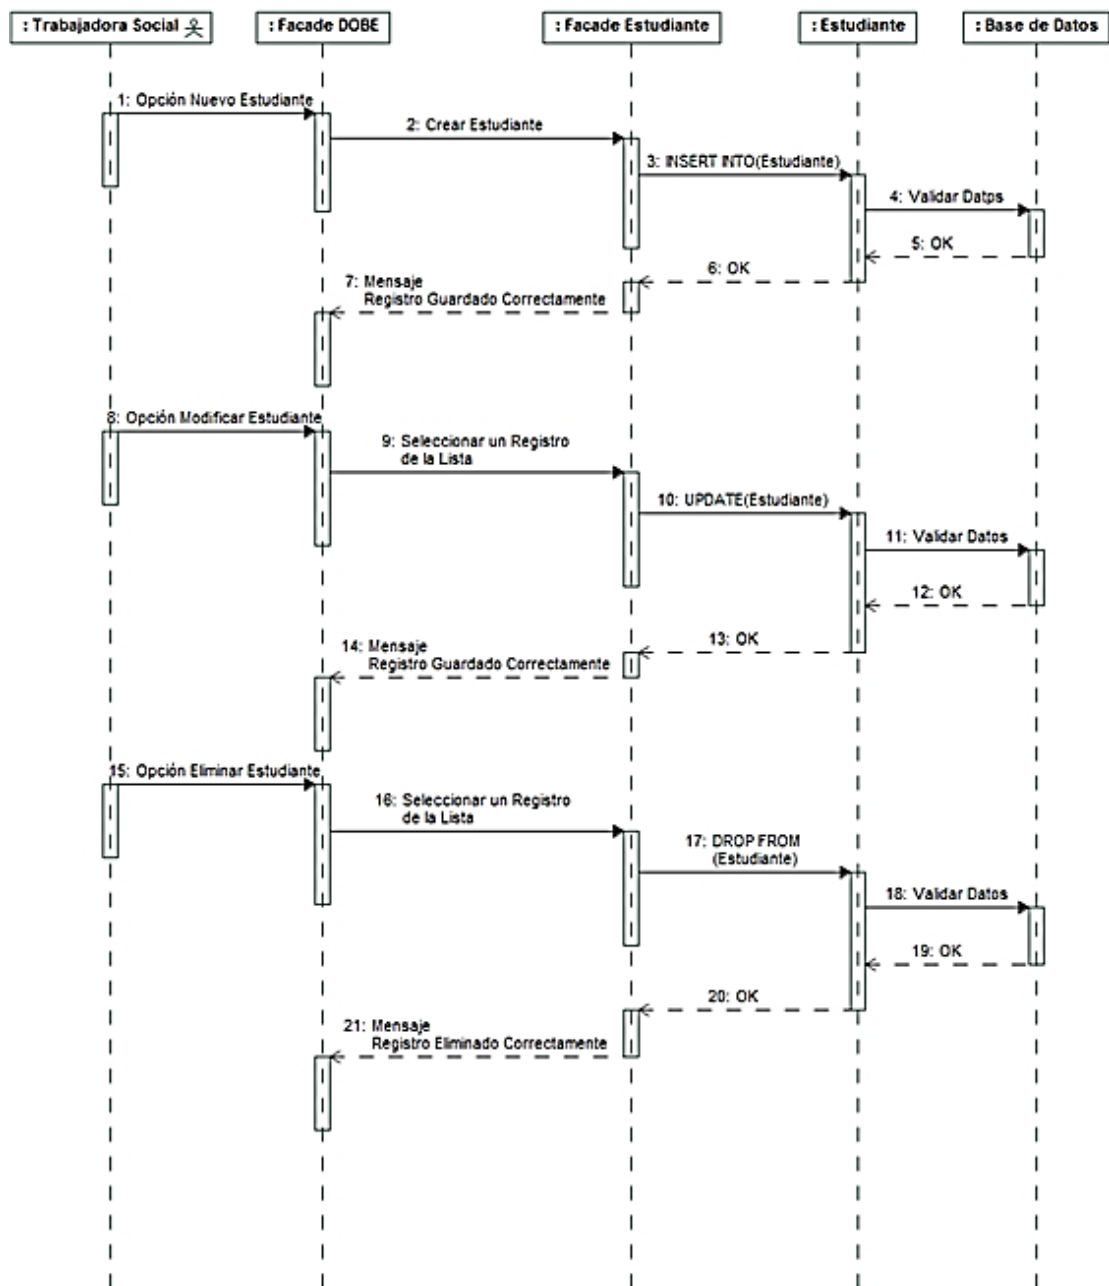 : Trabajadora Social
: Facade DOBE
: Facade Estudiante
: Estudiante
: Base de Datos
1: Opción Nuevo Estudiante
2: Crear Estudiante
3: INSERT INTO(Estudiante)
4: Validar Datps
5: OK
6: OK
7: Mensaje
Registro Guardado Correctamente
8: Opción Modificar Estudiante
9: Seleccionar un Registro
de la Lista
10: UPDATE(Estudiante)
11: Validar Datos
12: OK
13: OK
14: Mensaje
Registro Guardado Correctamente
15: Opción Eliminar Estudiante
16: Seleccionar un Registro
de la Lista
17: DROP FROM
(Estudiante)
18: Validar Datos
19: OK
20: OK
21: Mensaje
Registro Eliminado Correctamente